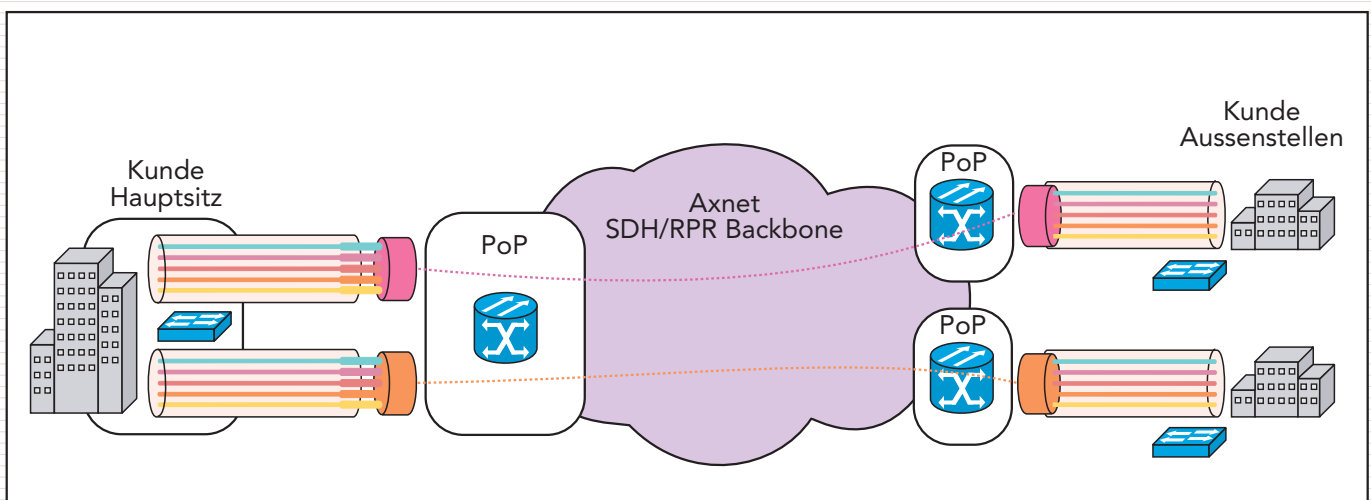 Kunde
Hauptsitz
PoP
Axnet
SDH/RPR Backbone
PoP
PoP
Kunde
Aussenstellen